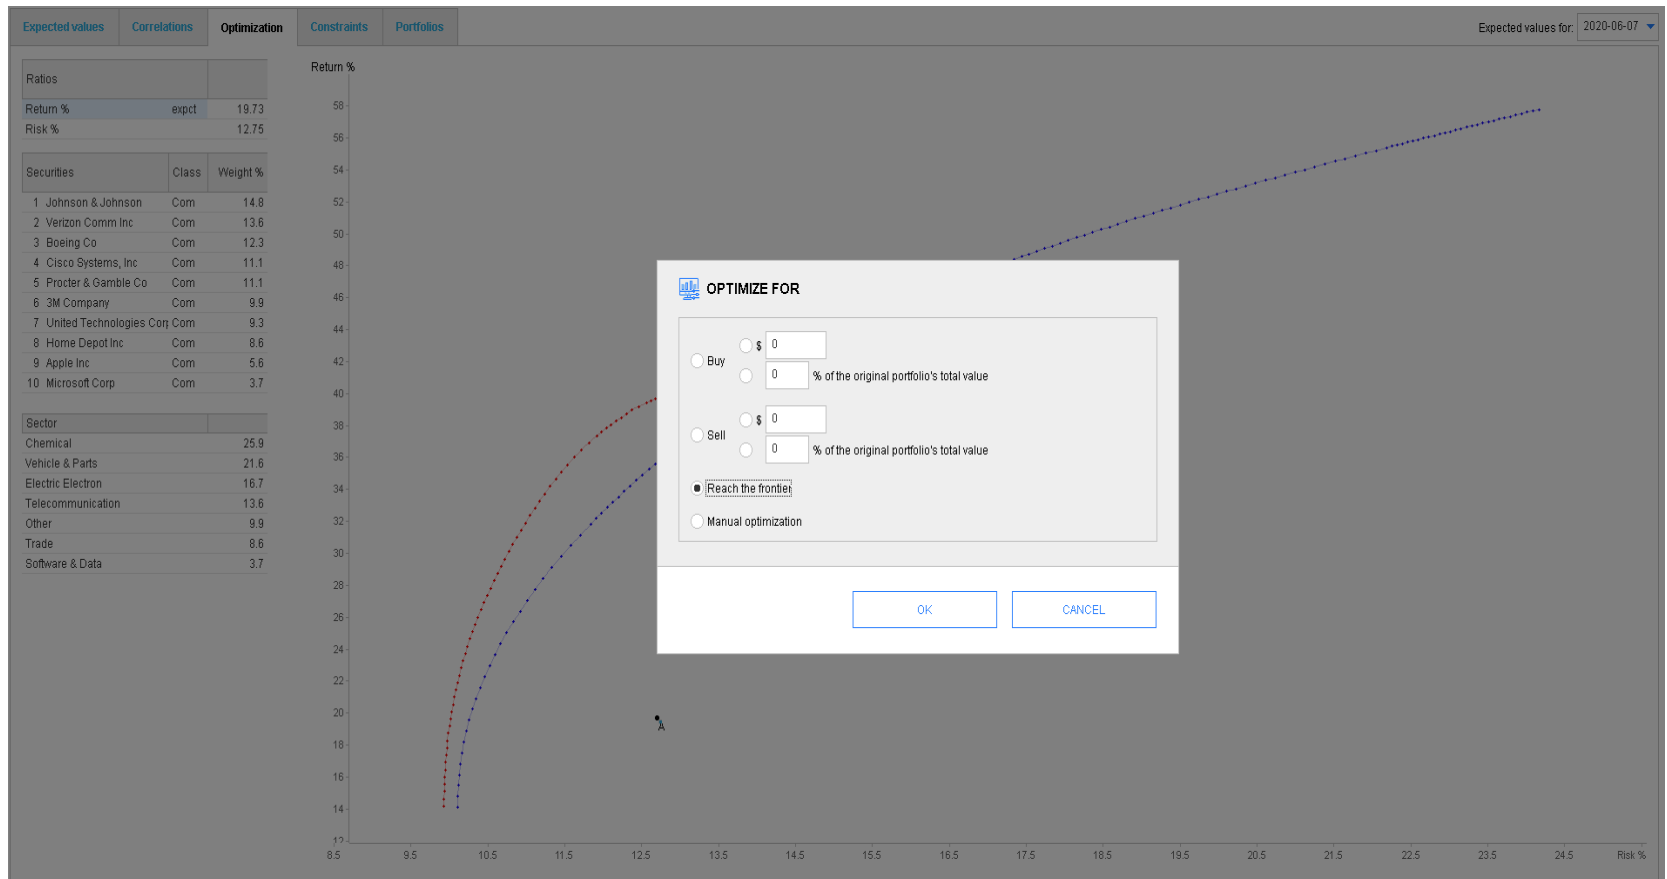 Expected values Correlations Optimization Constraints Portfolios Expected values for: 2020-06-07
Ratios
Return % expct 19.73
Risk % 12.75
Securities Class Weight %
1 Johnson & Johnson Com 14.8
2 Verizon Comm Inc Com 13.6
3 Boeing Co Com 12.3
4 Cisco Systems, Inc Com 11.1
5 Procter & Gamble Co Com 11.1
6 3M Company Com 9.9
7 United Technologies Corp Com 9.3
8 Home Depot Inc Com 8.6
9 Apple Inc Com 5.6
10 Microsoft Corp Com 3.7
Sector
Chemical 25.9
Vehicle & Parts 21.6
Electric Electron 16.7
Telecommunication 13.6
Other 9.9
Trade 8.6
Software & Data 3.7
Return %
58
56
54
52
50
48
46
44
42
40
38
36
34
32
30
28
26
24
22
20
18
16
14
12
8.5 9.5 10.5 11.5 12.5 13.5 14.5 15.5 16.5 17.5 18.5 19.5 20.5 21.5 22.5 23.5 24.5 Risk %
A
OPTIMIZE FOR
Buy
$ 0
0 % of the original portfolio's total value
Sell
$ 0
0 % of the original portfolio's total value
Reach the frontier
Manual optimization
OK CANCEL